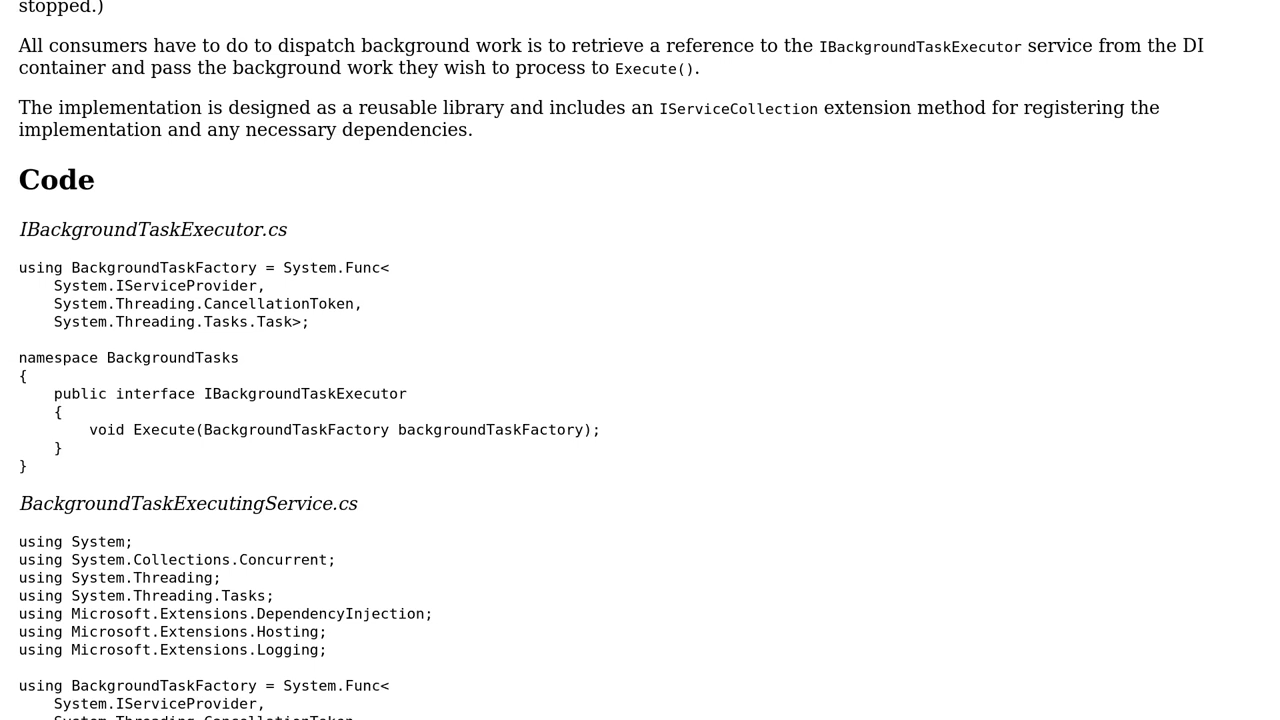 stopped.)
All consumers have to do to dispatch background work is to retrieve a reference to the IBackgroundTaskExecutor service from the DI
container and pass the background work they wish to process to Execute().
The implementation is designed as a reusable library and includes an IServiceCollection extension method for registering the
implementation and any necessary dependencies.
Code
IBackgroundTaskExecutor.cs
using BackgroundTaskFactory = System.Func<
    System.IServiceProvider,
    System.Threading.CancellationToken,
    System.Threading.Tasks.Task>;
namespace BackgroundTasks
{
    public interface IBackgroundTaskExecutor
    {
        void Execute(BackgroundTaskFactory backgroundTaskFactory);
    }
}
BackgroundTaskExecutingService.cs
using System;
using System.Collections.Concurrent;
using System.Threading;
using System.Threading.Tasks;
using Microsoft.Extensions.DependencyInjection;
using Microsoft.Extensions.Hosting;
using Microsoft.Extensions.Logging;
using BackgroundTaskFactory = System.Func<
    System.IServiceProvider,
    System.Threading.CancellationToken,